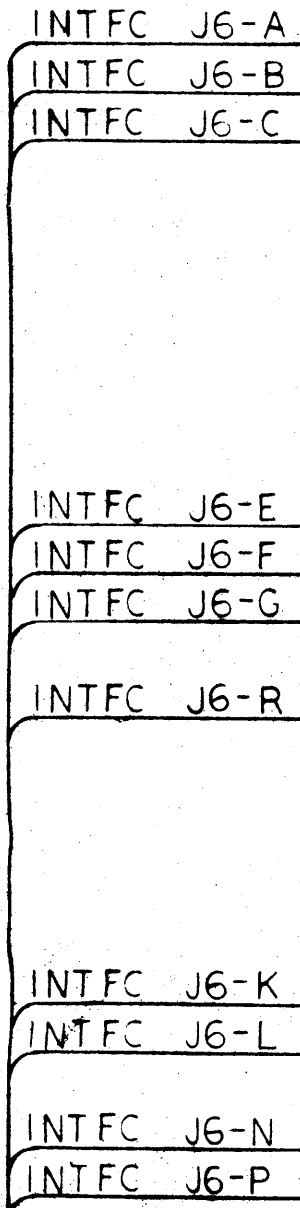 INTFC J6-A
INTFC J6-B
INTFC J6-C
INTFC J6-E
INTFC J6-F
INTFC J6-G
INTFC J6-R
INTFC J6-K
INTFC J6-L
INTFC J6-N
INTFC J6-P